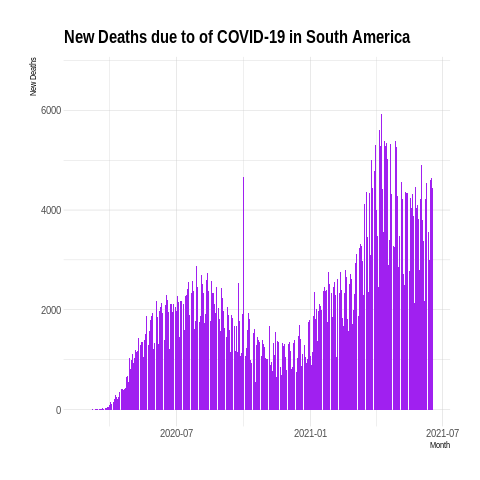 New Deaths due to of COVID-19 in South America
New Deaths
6000
4000
2000
0
2020-07
2021-01
2021-07
Month